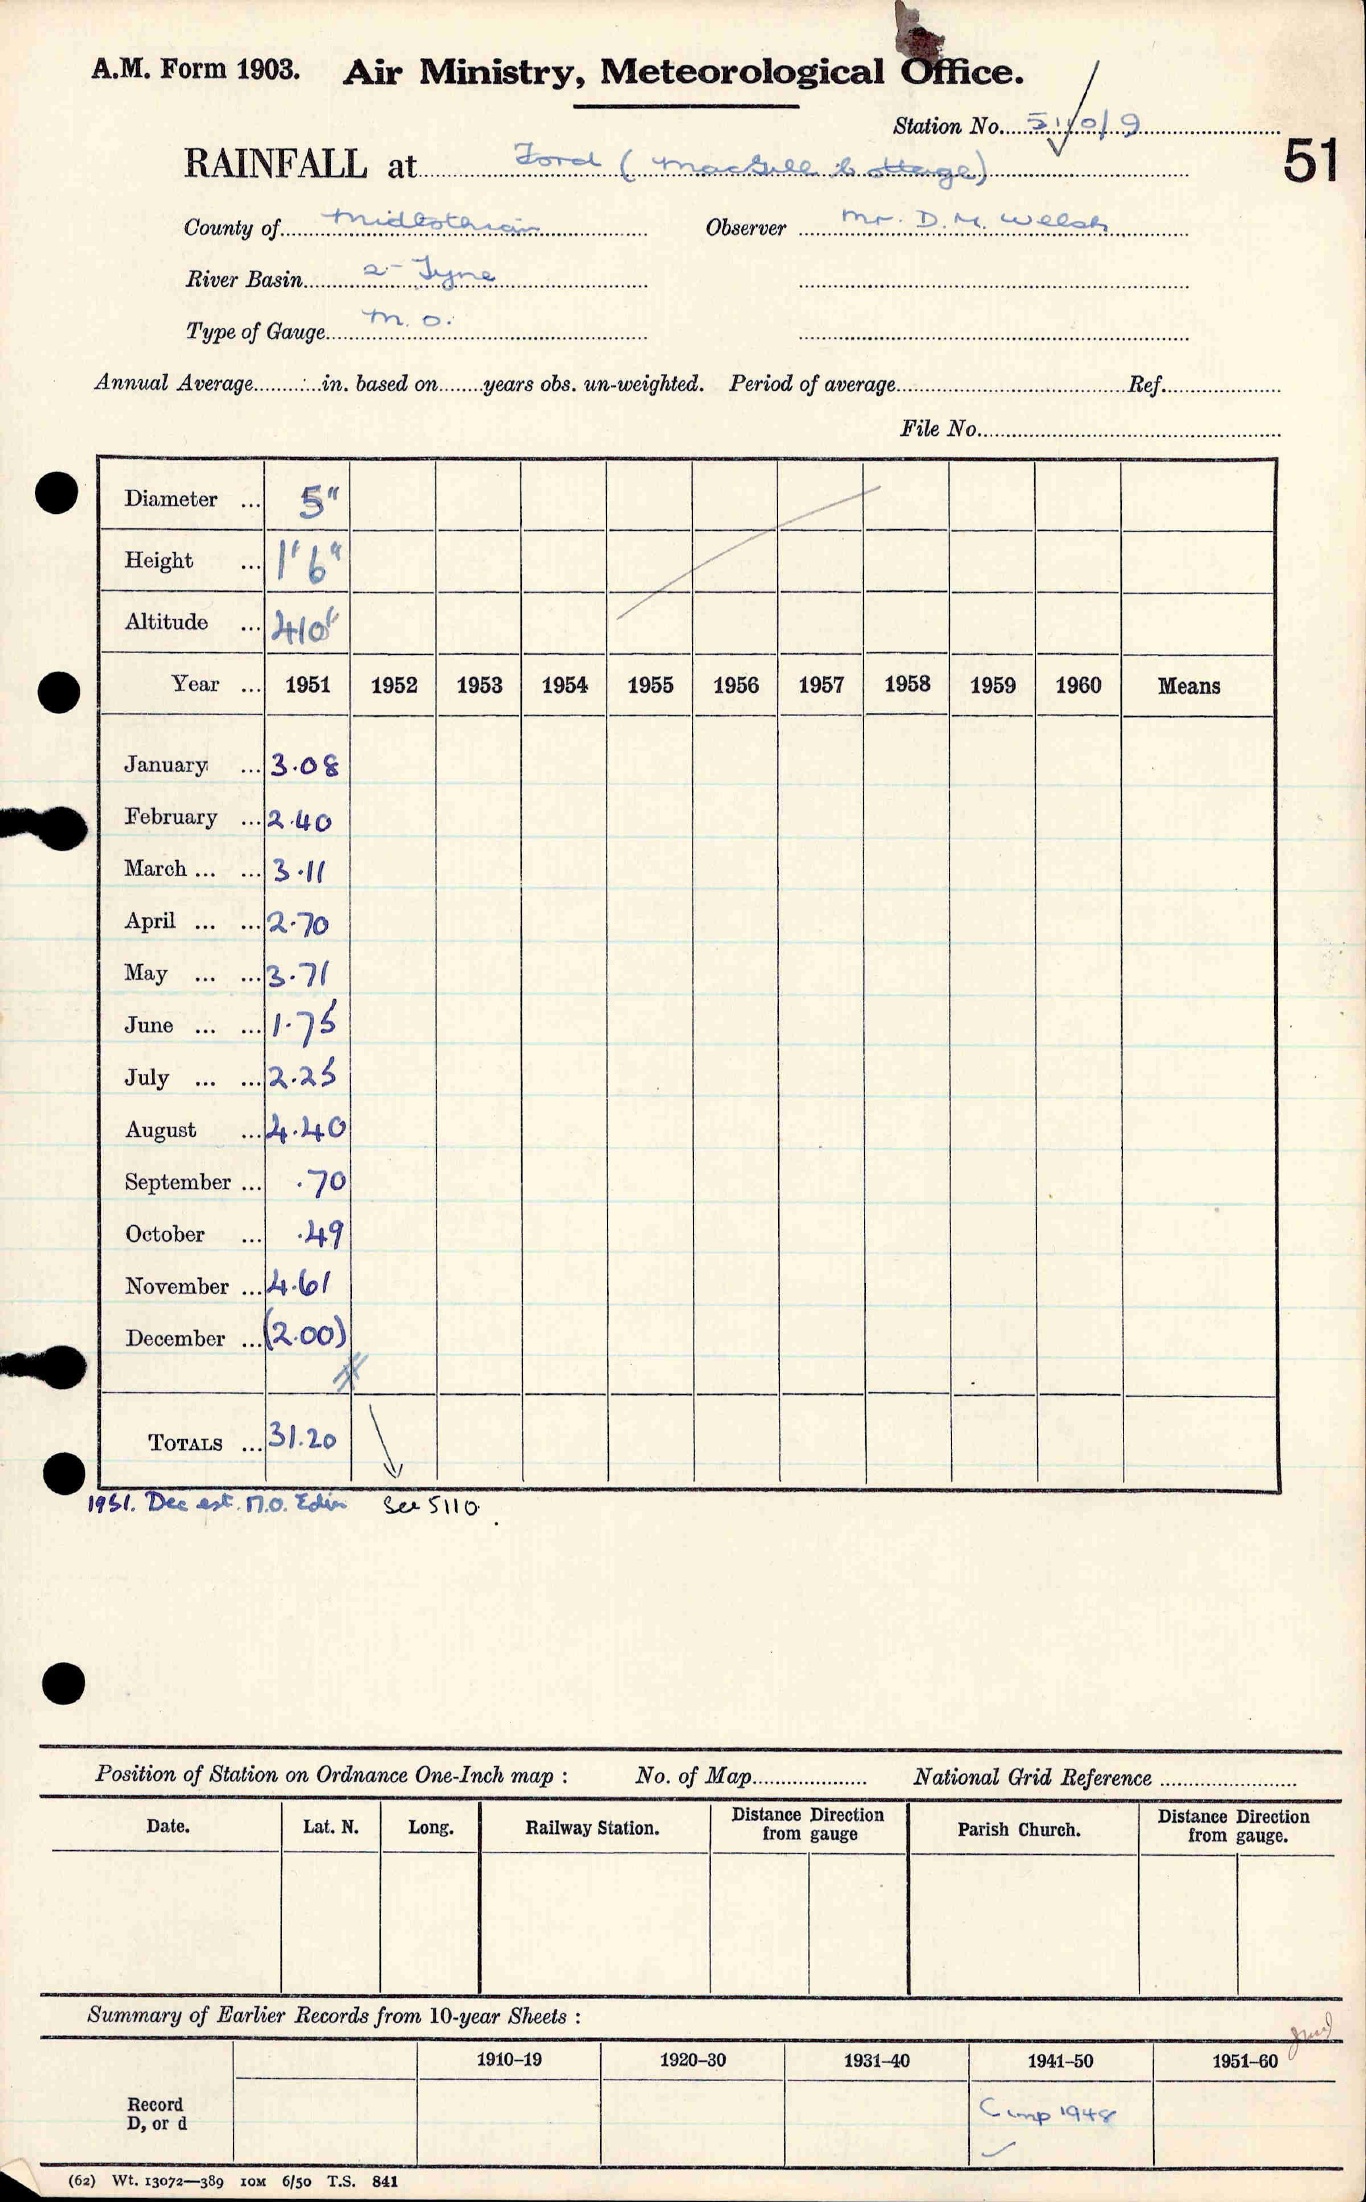 A.M. Form 1903. Air Ministry, Meteorological Office.
Station No. 5110/9
51
RAINFALL at Ford (MacGill Cottage)
County of Midlothian Observer Mr. D.M. Welsh
River Basin 2- Tyne
Type of Gauge M.O.
Annual Average in. based on years obs. un-weighted. Period of average Ref.
File No.
Diameter ... 5"
Height ... 1' 6"
Altitude ... 410'
Year ... 1951 1952 1953 1954 1955 1956 1957 1958 1959 1960 Means
January ... 3.08
February ... 2.40
March ... ... 3.11
April ... ... 2.70
May ... ... 3.71
June ... ... 1.75
July ... ... 2.25
August ... 4.40
September ... .70
October ... .49
November ... 4.61
December ... (2.00)
TOTALS ... 31.20
1951. Dec est. M.O. Edin See 5110.
Position of Station on Ordnance One-Inch map : No. of Map National Grid Reference
Date. Lat. N. Long. Railway Station. Distance from gauge Direction Parish Church. Distance from gauge. Direction
Summary of Earlier Records from 10-year Sheets :
1910–19 1920–30 1931–40 1941–50 1951–60
Record D, or d
Comp 1948
(62) Wt. 13072—389 10M 6/50 T.S. 841